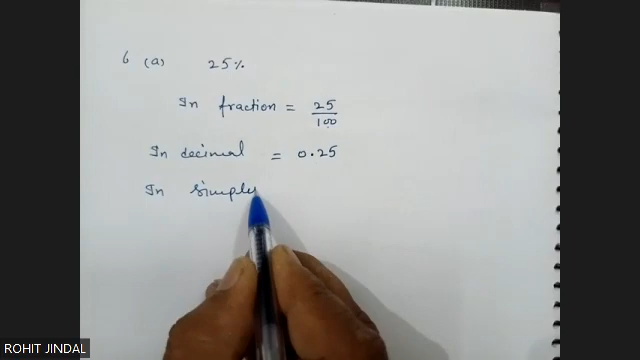 6 (a) 25%
In fraction = 25/100
In decimal = 0.25
In simple
ROHIT JINDAL